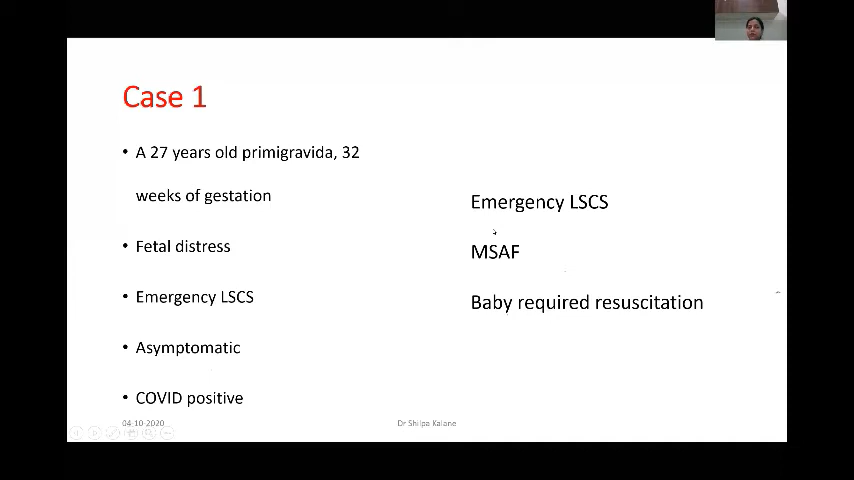 Case 1
• A 27 years old primigravida, 32
weeks of gestation
• Fetal distress
• Emergency LSCS
• Asymptomatic
• COVID positive
Emergency LSCS
MSAF
Baby required resuscitation
04-10-2020
Dr Shilpa Kalane